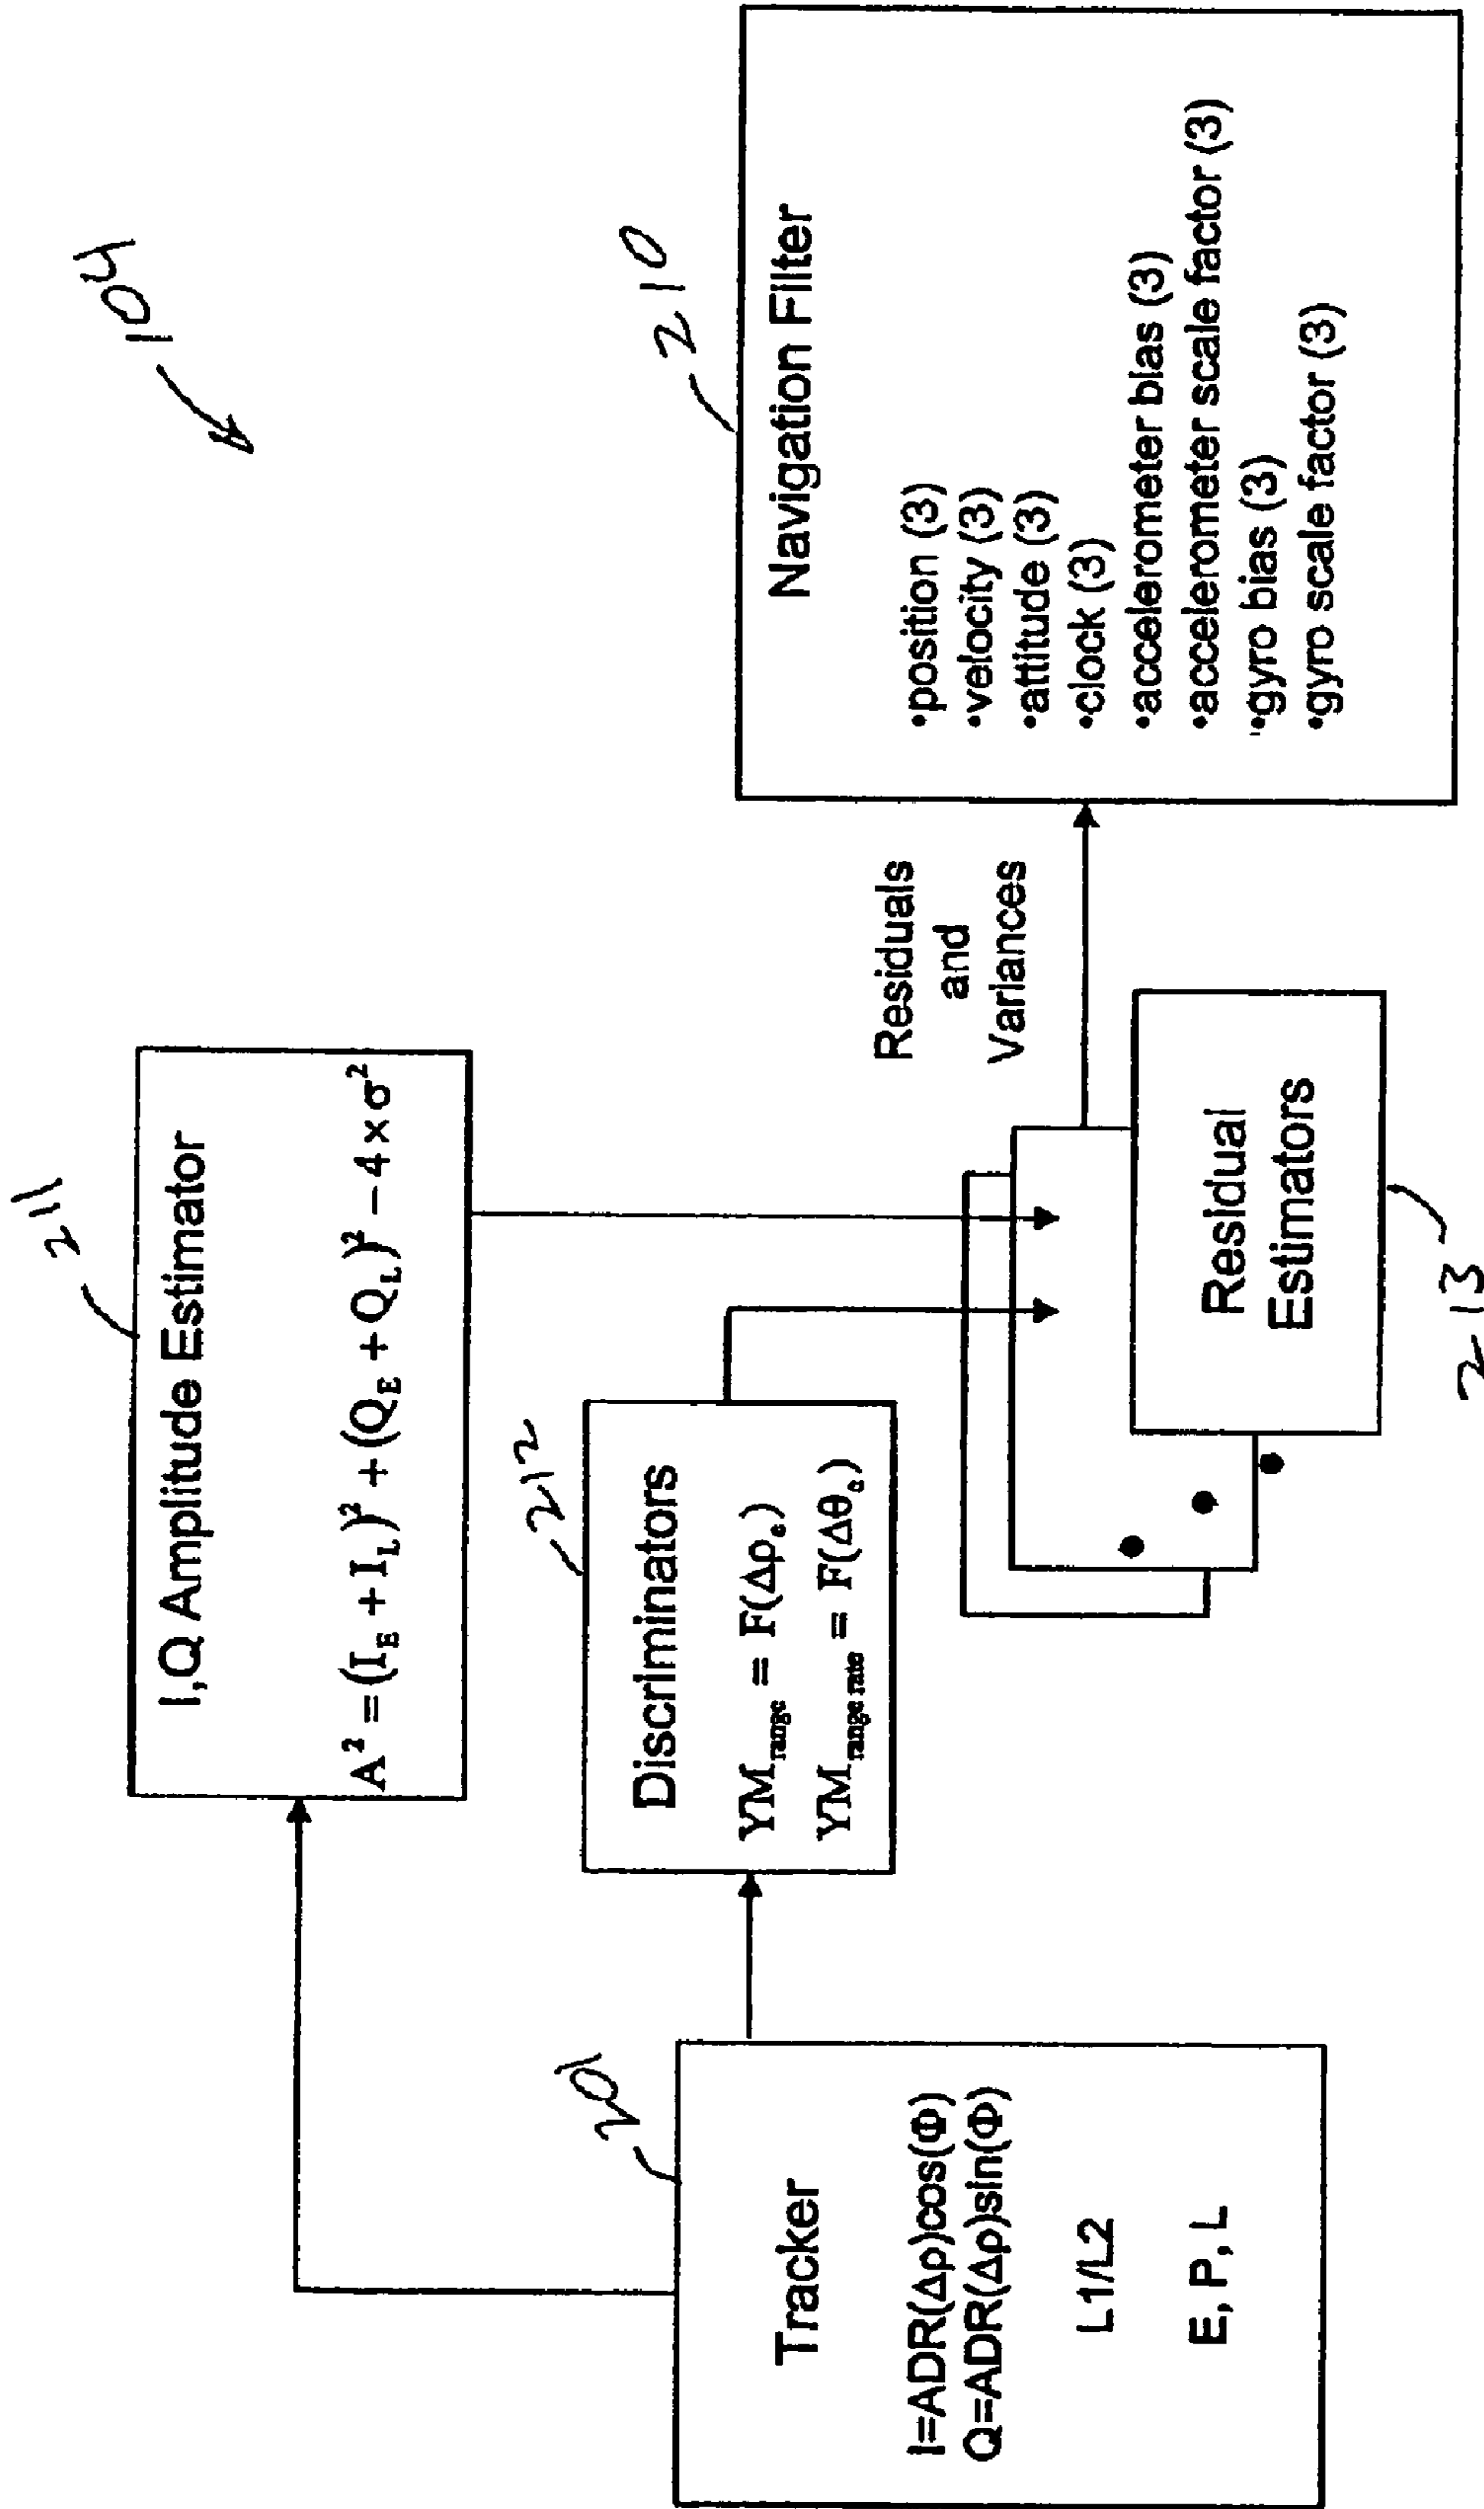 104
211
I,Q Amplitude Estimator
A² = (I_E + I_L)² + (Q_E + Q_L)² − 4 × σ²
201
Tracker
I=ADR(Δρ)cos(Φ)
Q=ADR(Δρ)sin(Φ)
L1/L2
E, P, L
212
Discriminators
YM_range = F(Δρ_e)
YM_range rate = F(Δθ_e)
213
Residual
Estimators
Residuals
and
Variances
210
Navigation Filter
•position (3)
•velocity (3)
•attitude (3)
•clock (3)
•accelerometer bias (3)
•accelerometer scale factor (3)
•gyro bias (3)
•gyro scale factor (3)